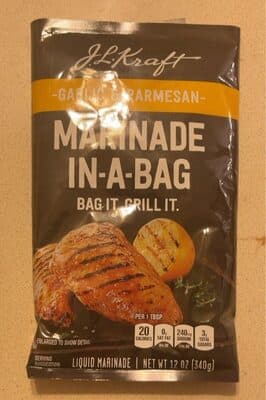 J.L.Kraft
-GARLIC & PARMESAN-
MARINADE
IN-A-BAG
BAG IT. GRILL IT.
PER 1 TBSP
20 CALORIES
0g SAT FAT
240mg SODIUM
3g TOTAL SUGARS
ENLARGED TO SHOW DETAIL
SERVING
SUGGESTION
LIQUID MARINADE | NET WT 12 OZ (340g)